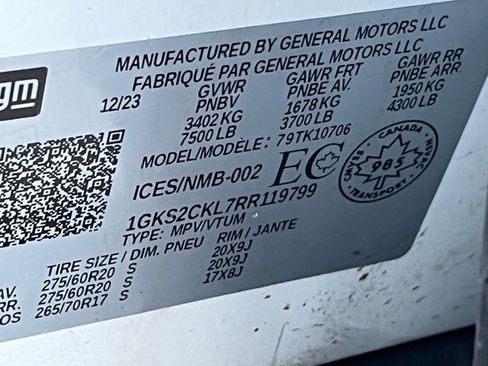 gm
MANUFACTURED BY GENERAL MOTORS LLC
FABRIQUÉ PAR GENERAL MOTORS LLC
12/23 GVWR GAWR FRT GAWR RR
PNBV PNBE AV. PNBE ARR.
3402 KG 1678 KG 1950 KG
7500 LB 3700 LB 4300 LB
MODEL/MODÈLE: 79TK10706
ICES/NMB-002 EC
CANADA
985
TRANSPORT
1GKS2CKL7RR119799
TYPE: MPV/VTUM
TIRE SIZE / DIM. PNEU RIM / JANTE
AV. 275/60R20 S 20X9J
RR. 275/60R20 S 20X9J
OS 265/70R17 S 17X8J